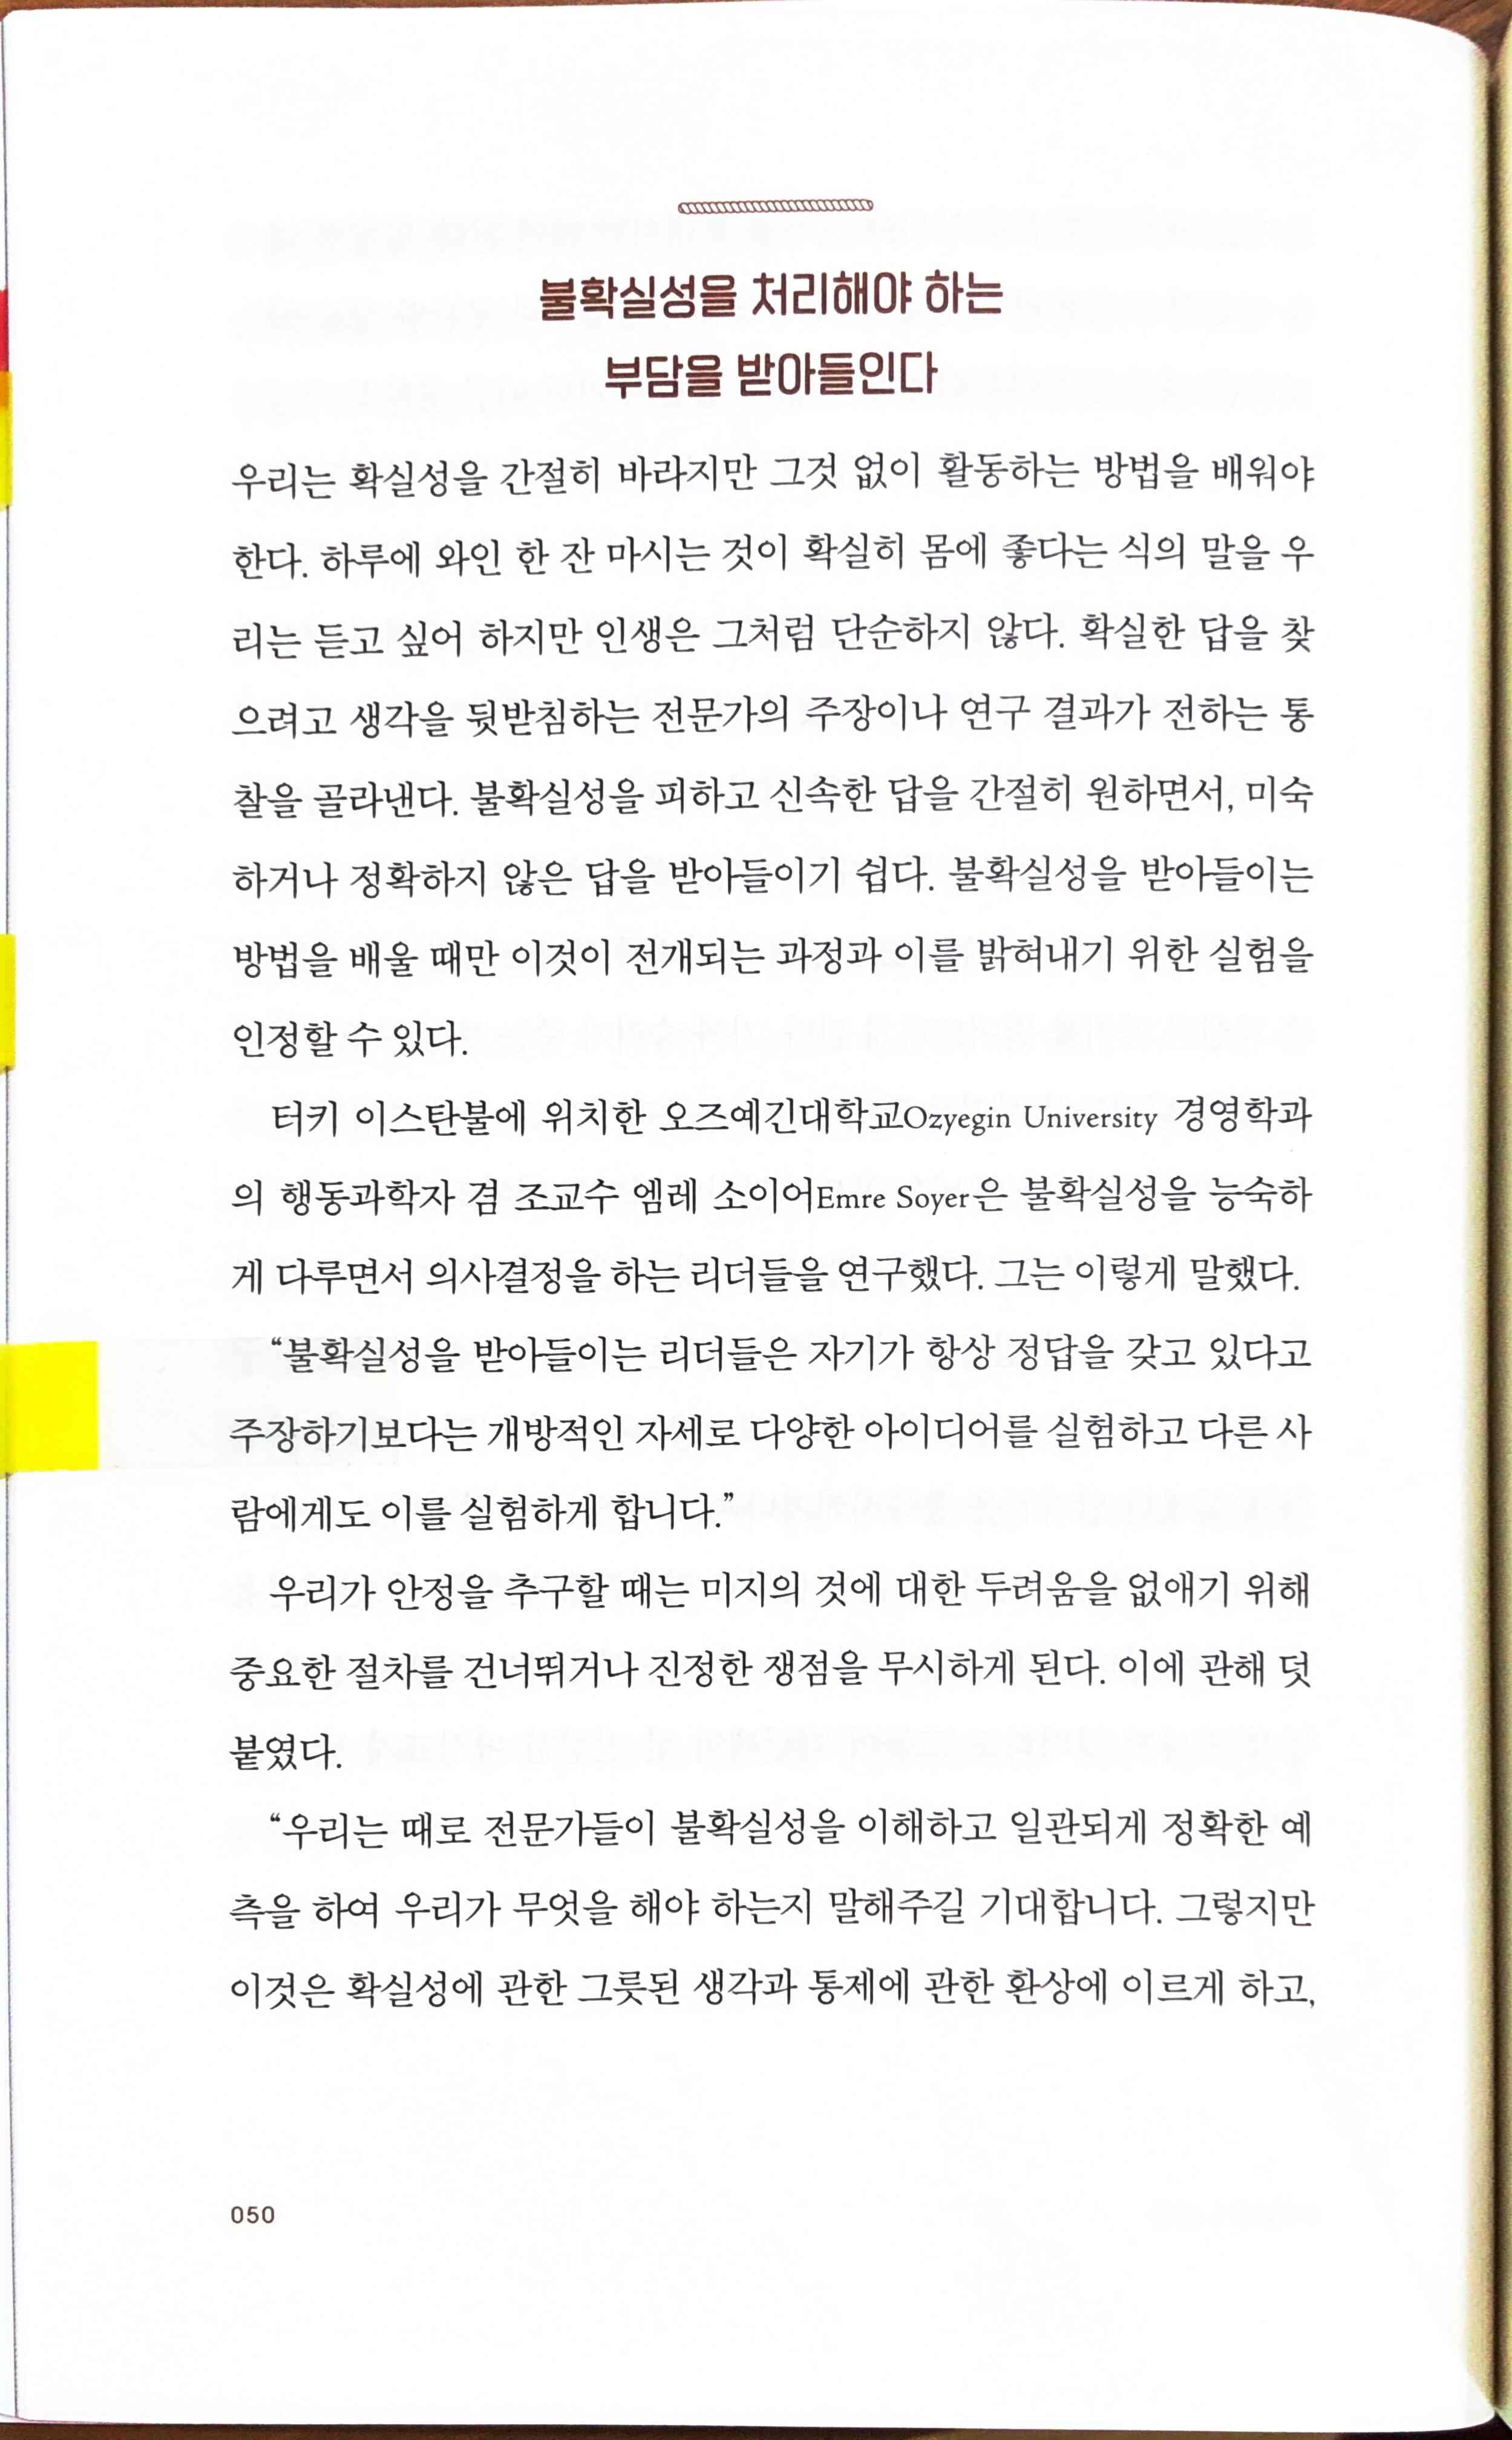 불확실성을 처리해야 하는
부담을 받아들인다
우리는 확실성을 간절히 바라지만 그것 없이 활동하는 방법을 배워야
한다. 하루에 와인 한 잔 마시는 것이 확실히 몸에 좋다는 식의 말을 우
리는 듣고 싶어 하지만 인생은 그처럼 단순하지 않다. 확실한 답을 찾
으려고 생각을 뒷받침하는 전문가의 주장이나 연구 결과가 전하는 통
찰을 골라낸다. 불확실성을 피하고 신속한 답을 간절히 원하면서, 미숙
하거나 정확하지 않은 답을 받아들이기 쉽다. 불확실성을 받아들이는
방법을 배울 때만 이것이 전개되는 과정과 이를 밝혀내기 위한 실험을
인정할 수 있다.
터키 이스탄불에 위치한 오즈예긴대학교Ozyegin University 경영학과
의 행동과학자 겸 조교수 엠레 소이어Emre Soyer은 불확실성을 능숙하
게 다루면서 의사결정을 하는 리더들을 연구했다. 그는 이렇게 말했다.
“불확실성을 받아들이는 리더들은 자기가 항상 정답을 갖고 있다고
주장하기보다는 개방적인 자세로 다양한 아이디어를 실험하고 다른 사
람에게도 이를 실험하게 합니다.”
우리가 안정을 추구할 때는 미지의 것에 대한 두려움을 없애기 위해
중요한 절차를 건너뛰거나 진정한 쟁점을 무시하게 된다. 이에 관해 덧
붙였다.
“우리는 때로 전문가들이 불확실성을 이해하고 일관되게 정확한 예
측을 하여 우리가 무엇을 해야 하는지 말해주길 기대합니다. 그렇지만
이것은 확실성에 관한 그릇된 생각과 통제에 관한 환상에 이르게 하고,
050